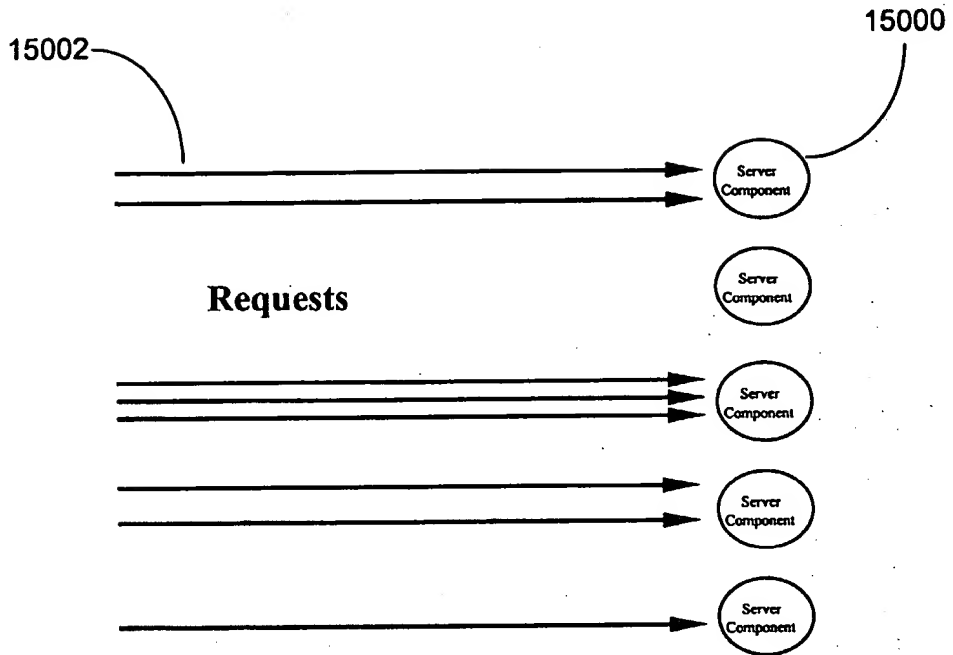 15000
15002
Server
Component
Server
Component
Requests
Server
Component
Server
Component
Server
Component